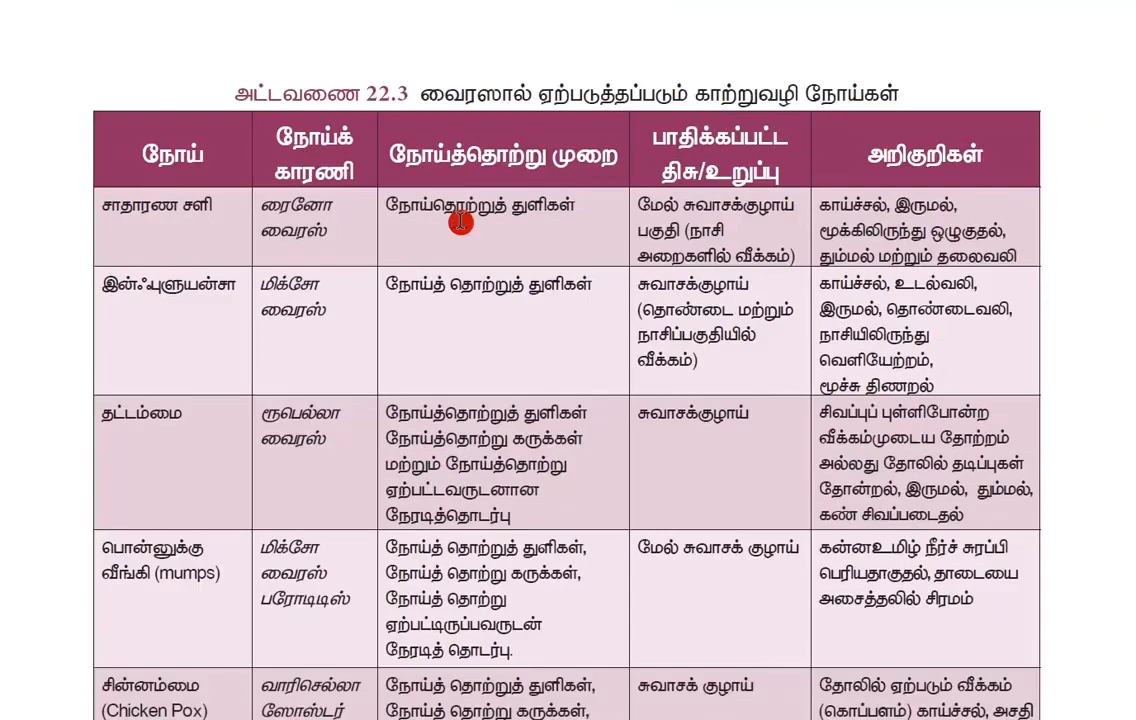 அட்டவணை 22.3 வைரஸால் ஏற்படுத்தப்படும் காற்றுவழி நோய்கள்
நோய்
நோய்க்
காரணி
நோய்த்தொற்று முறை
பாதிக்கப்பட்ட
திசு/உறுப்பு
அறிகுறிகள்
சாதாரண சளி
ரைனோ
வைரஸ்
நோய்தொற்றுத் துளிகள்
மேல் சுவாசக்குழாய்
பகுதி (நாசி
அறைகளில் வீக்கம்)
காய்ச்சல், இருமல்,
மூக்கிலிருந்து ஒழுகுதல்,
தும்மல் மற்றும் தலைவலி
இன்ஃபுளுயன்சா
மிக்சோ
வைரஸ்
நோய்த் தொற்றுத் துளிகள்
சுவாசக்குழாய்
(தொண்டை மற்றும்
நாசிப்பகுதியில்
வீக்கம்)
காய்ச்சல், உடல்வலி,
இருமல், தொண்டைவலி,
நாசியிலிருந்து
வெளியேற்றம்,
மூச்சு திணறல்
தட்டம்மை
ரூபெல்லா
வைரஸ்
நோய்த்தொற்றுத் துளிகள்
நோய்த்தொற்று கருக்கள்
மற்றும் நோய்த்தொற்று
ஏற்பட்டவருடனான
நேரடித்தொடர்பு
சுவாசக்குழாய்
சிவப்புப் புள்ளிபோன்ற
வீக்கம்முடைய தோற்றம்
அல்லது தோலில் தடிப்புகள்
தோன்றல், இருமல், தும்மல்,
கண் சிவப்படைதல்
பொன்னுக்கு
வீங்கி (mumps)
மிக்சோ
வைரஸ்
பரோடிடிஸ்
நோய்த் தொற்றுத் துளிகள்,
நோய்த் தொற்று கருக்கள்,
நோய்த் தொற்று
ஏற்பட்டிருப்பவருடன்
நேரடித் தொடர்பு.
மேல் சுவாசக் குழாய்
கன்னஉமிழ் நீர்ச் சுரப்பி
பெரியதாகுதல், தாடையை
அசைத்தலில் சிரமம்
சின்னம்மை
(Chicken Pox)
வாரிசெல்லா
ஸோஸ்டர்
நோய்த் தொற்றுத் துளிகள்,
நோய்த் தொற்று கருக்கள்,
சுவாசக் குழாய்
தோலில் ஏற்படும் வீக்கம்
(கொப்பளம்) காய்ச்சல், அசதி